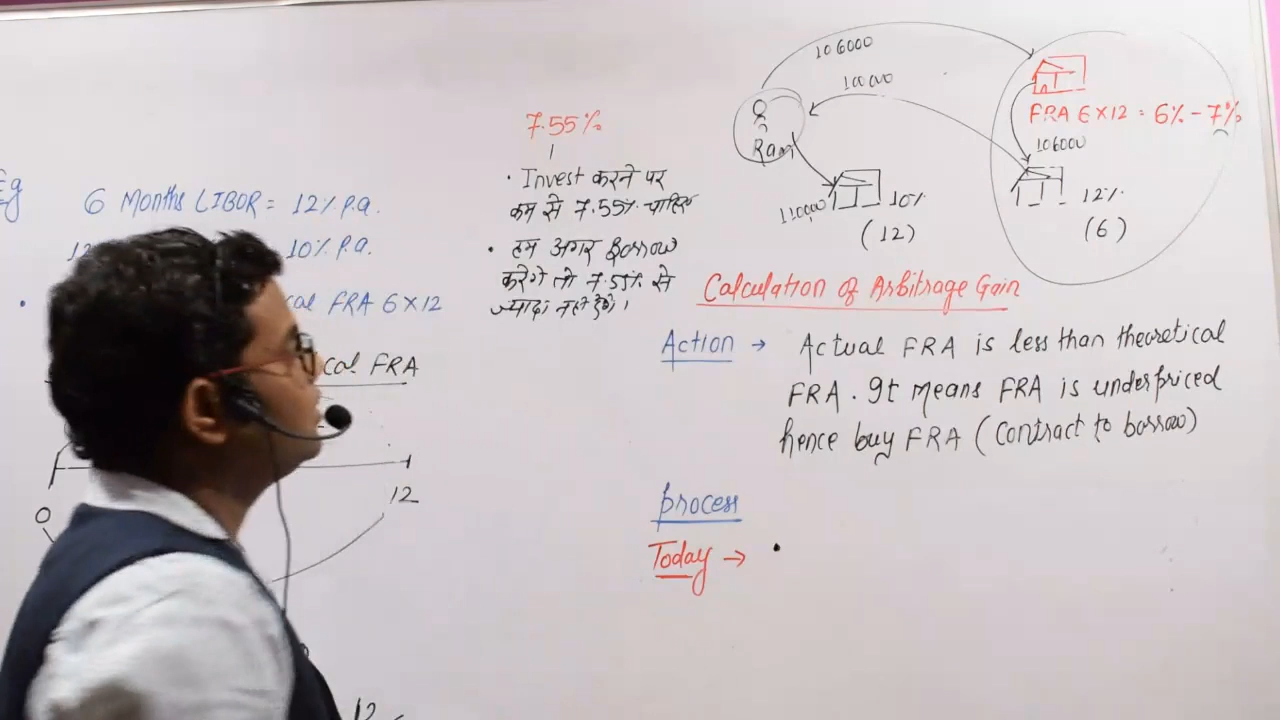 Eg
6 Months LIBOR = 12% p.a.
12
10% p.a.
cal FRA 6×12
cal FRA
0
12
12
7.55%
• Invest करने पर
कम से 7.55% चाहिए
• हम अगर Borrow
करेंगे तो 7.55% से
ज्यादा नहीं देंगे।
106000
100000
Ram
110000
10%
(12)
FRA 6×12 = 6% - 7%
106000
12%
(6)
Calculation of Arbitrage Gain
Action → Actual FRA is less than theoretical
FRA. It means FRA is underpriced
hence buy FRA (Contract to borrow)
process
Today → •